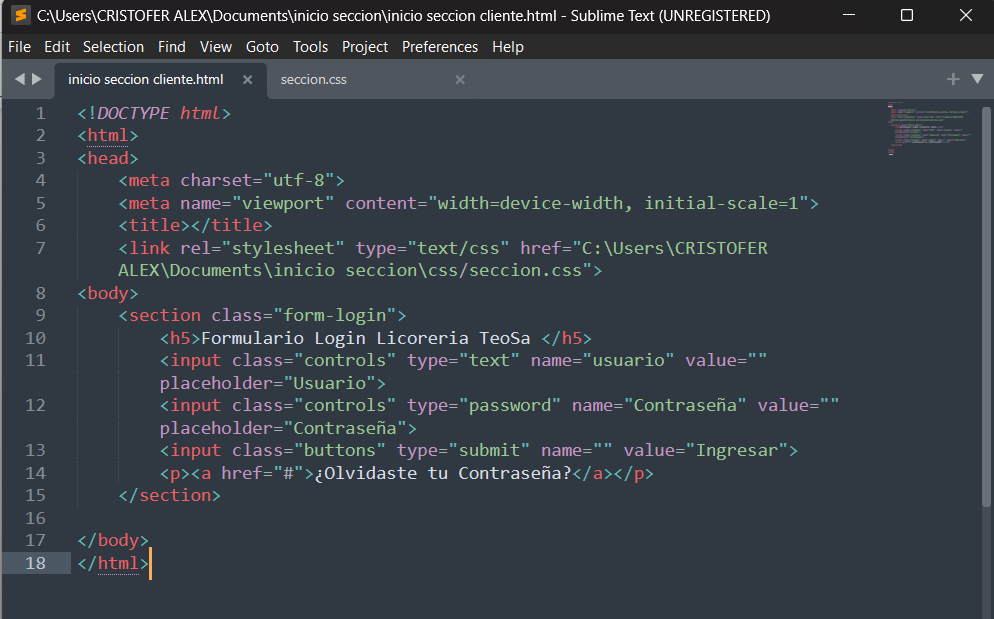 C:\Users\CRISTOFER ALEX\Documents\inicio seccion\inicio seccion cliente.html - Sublime Text (UNREGISTERED)
File Edit Selection Find View Goto Tools Project Preferences Help
inicio seccion cliente.html seccion.css
1 <!DOCTYPE html>
2 <html>
3 <head>
4 <meta charset="utf-8">
5 <meta name="viewport" content="width=device-width, initial-scale=1">
6 <title></title>
7 <link rel="stylesheet" type="text/css" href="C:\Users\CRISTOFER
ALEX\Documents\inicio seccion\css/seccion.css">
8 <body>
9 <section class="form-login">
10 <h5>Formulario Login Licoreria TeoSa </h5>
11 <input class="controls" type="text" name="usuario" value=""
placeholder="Usuario">
12 <input class="controls" type="password" name="Contraseña" value=""
placeholder="Contraseña">
13 <input class="buttons" type="submit" name="" value="Ingresar">
14 <p><a href="#">¿Olvidaste tu Contraseña?</a></p>
15 </section>
16
17 </body>
18 </html>